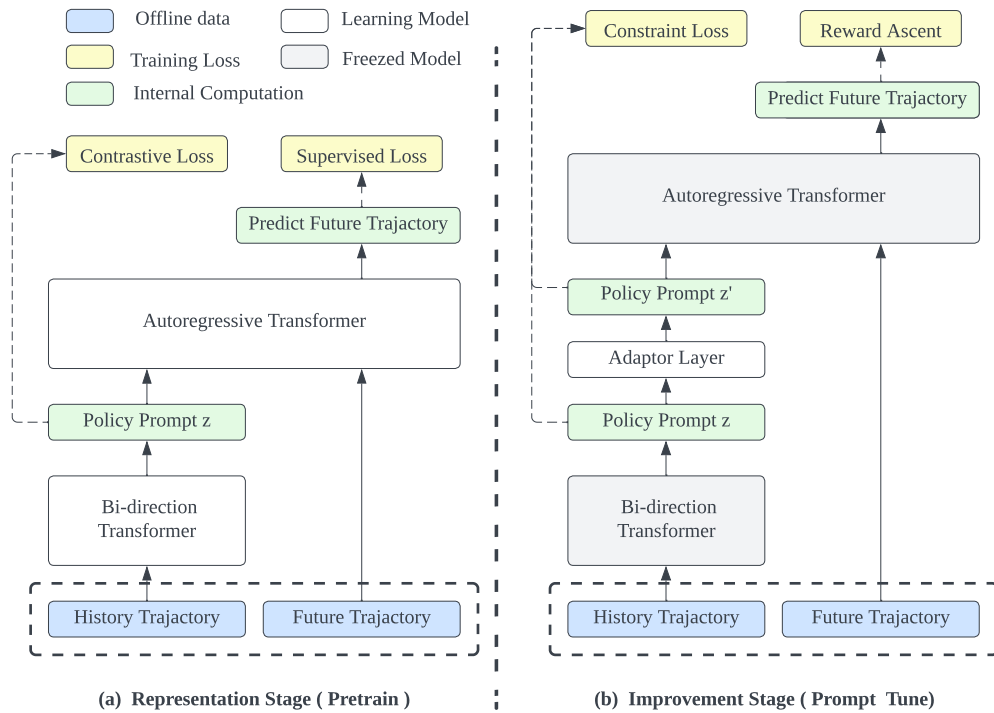 Offline data
Learning Model
Training Loss
Freezed Model
Internal Computation
Contrastive Loss
Supervised Loss
Predict Future Trajactory
Autoregressive Transformer
Policy Prompt z
Bi-direction
Transformer
History Trajactory
Future Trajactory
(a) Representation Stage ( Pretrain )
Constraint Loss
Reward Ascent
Predict Future Trajactory
Autoregressive Transformer
Policy Prompt z'
Adaptor Layer
Policy Prompt z
Bi-direction
Transformer
History Trajactory
Future Trajactory
(b) Improvement Stage ( Prompt Tune)